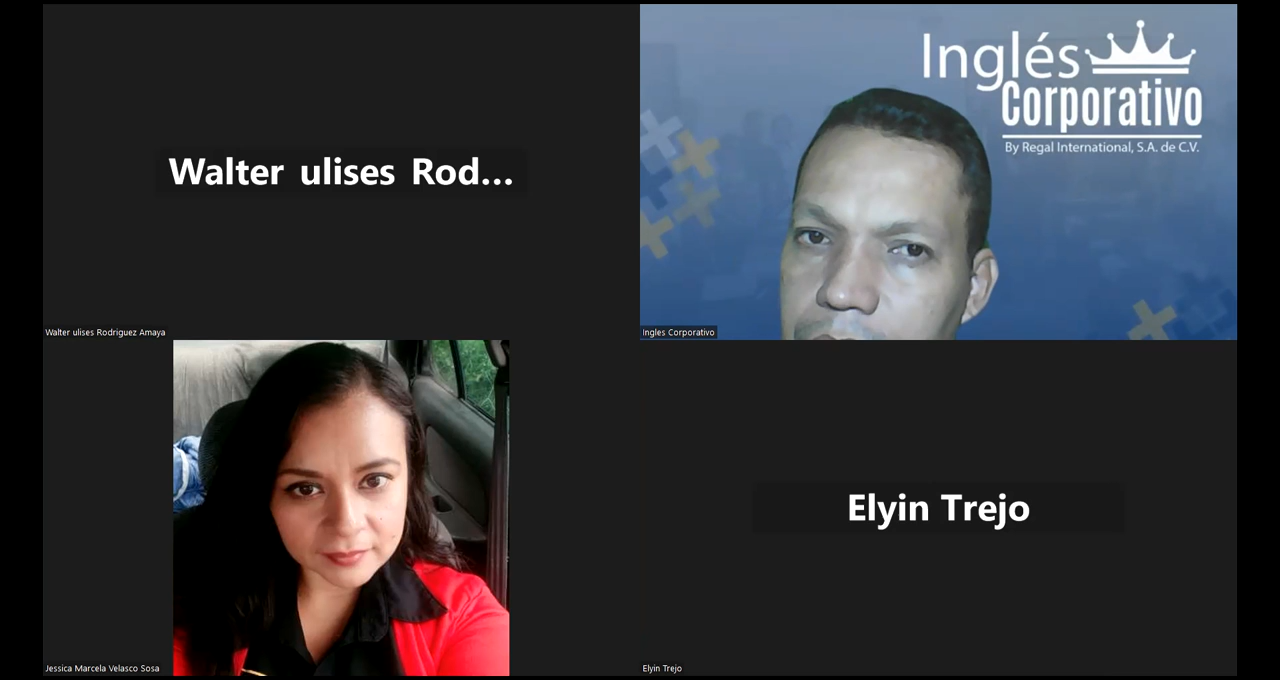 Walter ulises Rod...
Walter ulises Rodriguez Amaya
Inglés
Corporativo
By Regal International, S.A. de C.V.
Ingles Corporativo
Jessica Marcela Velasco Sosa
Elyin Trejo
Elyin Trejo